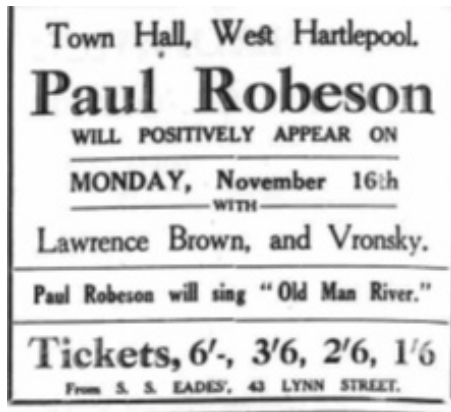 Town Hall, West Hartlepool.
Paul Robeson
WILL POSITIVELY APPEAR ON
MONDAY, November 16th
WITH
Lawrence Brown, and Vronsky.
Paul Robeson will sing "Old Man River."
Tickets, 6'-, 3'6, 2'6, 1'6
From S. S. EADES', 43 LYNN STREET.